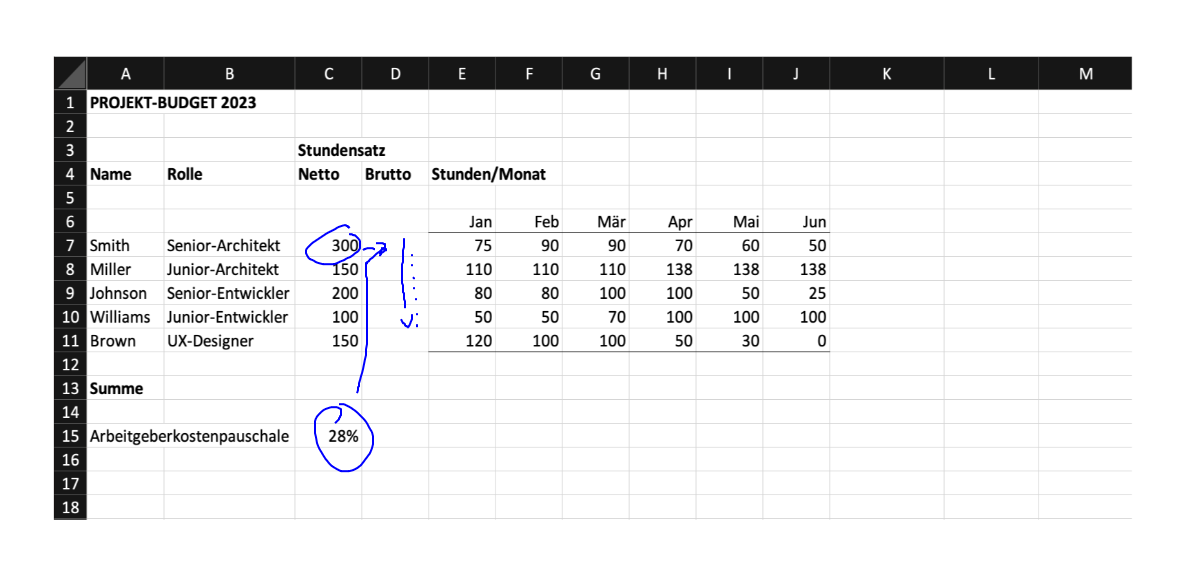 A B C D E F G H I J K L M
1 PROJEKT-BUDGET 2023
2
3 Stundensatz
4 Name Rolle Netto Brutto Stunden/Monat
5
6 Jan Feb Mär Apr Mai Jun
7 Smith Senior-Architekt 300 75 90 90 70 60 50
8 Miller Junior-Architekt 150 110 110 110 138 138 138
9 Johnson Senior-Entwickler 200 80 80 100 100 50 25
10 Williams Junior-Entwickler 100 50 50 70 100 100 100
11 Brown UX-Designer 150 120 100 100 50 30 0
12
13 Summe
14
15 Arbeitgeberkostenpauschale 28%
16
17
18